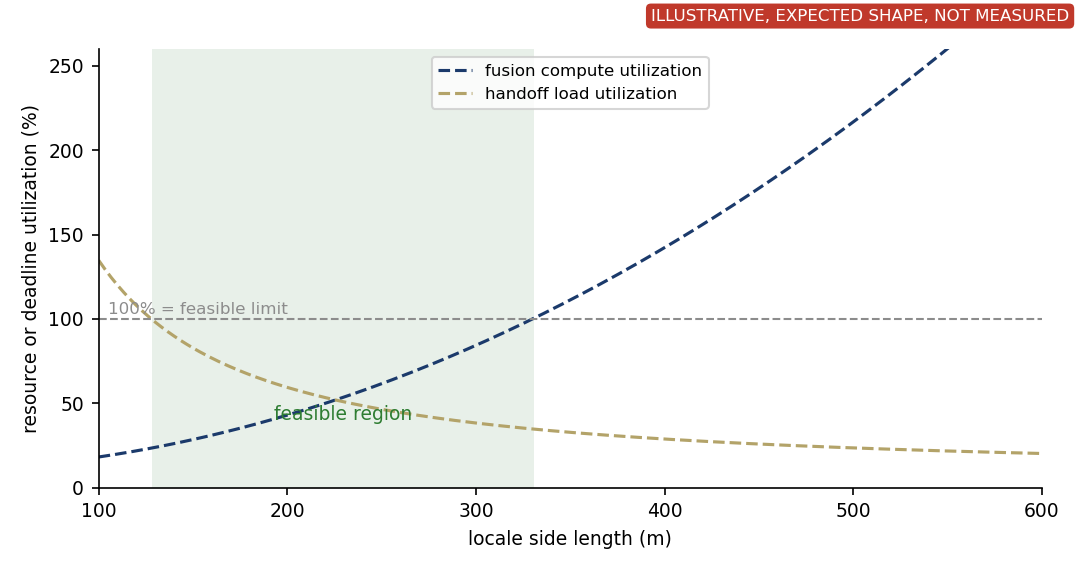 ILLUSTRATIVE, EXPECTED SHAPE, NOT MEASURED
fusion compute utilization
handoff load utilization
resource or deadline utilization (%)
250
200
150
100
50
0
100% = feasible limit
feasible region
100 200 300 400 500 600
locale side length (m)